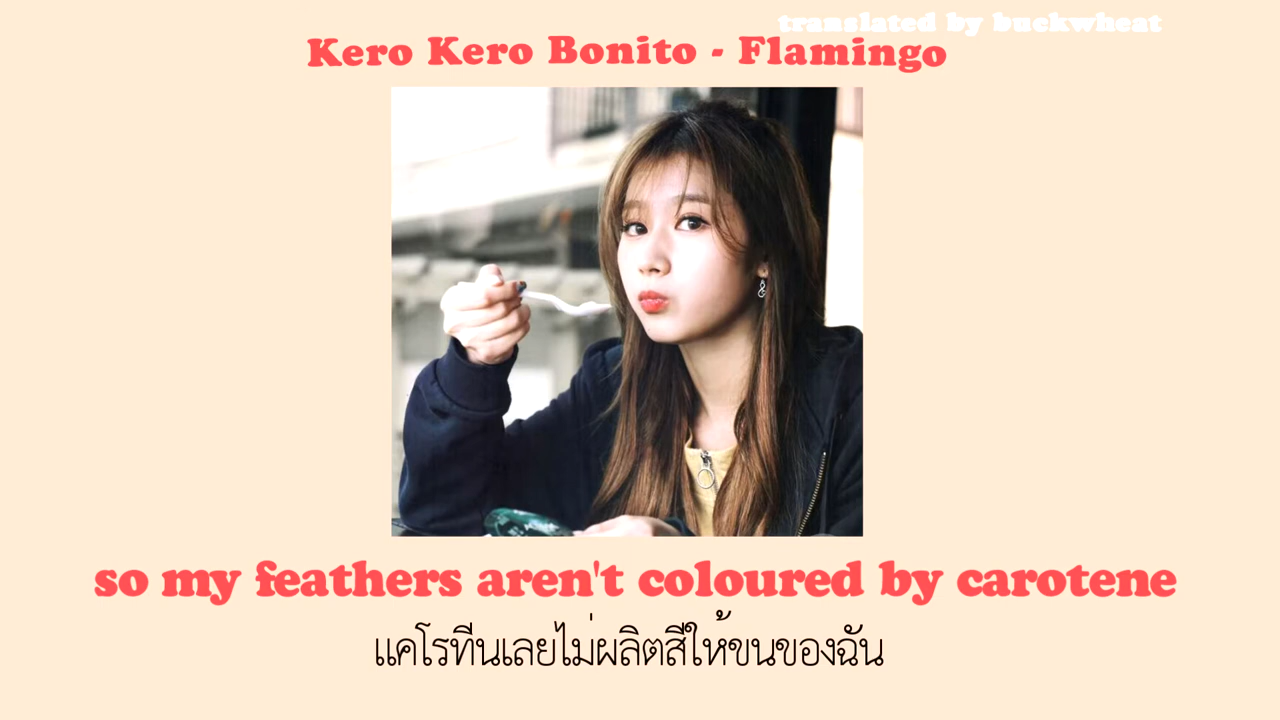 translated by buckwheat
Kero Kero Bonito - Flamingo
so my feathers aren't coloured by carotene
แคโรทีนเลยไม่ผลิตสีให้ขนของฉัน